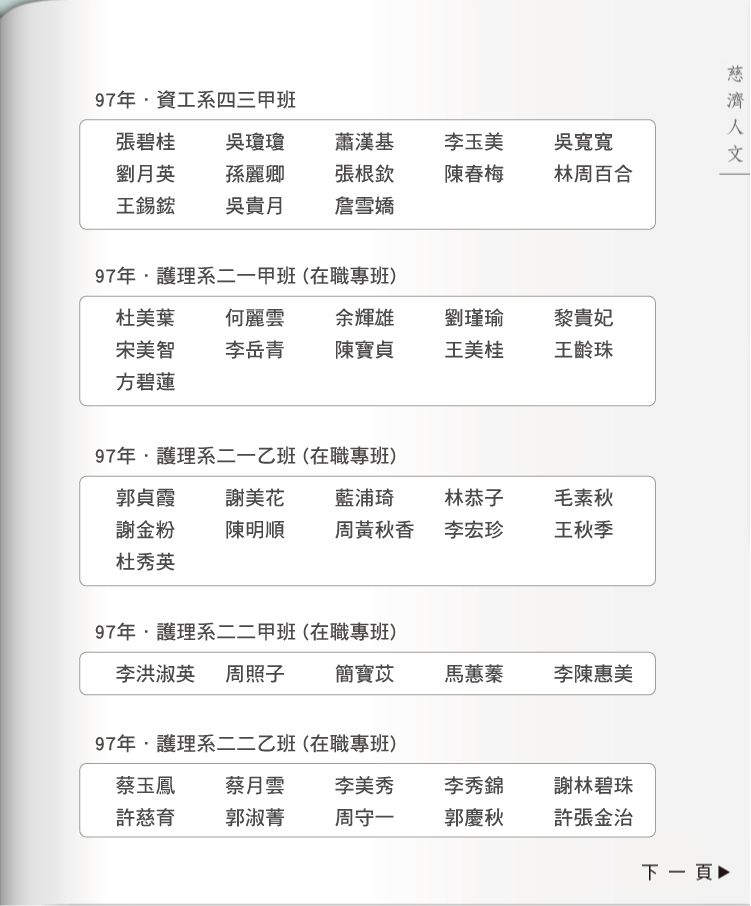 慈濟人文
97年．資工系四三甲班
張碧桂 吳瓊瓊 蕭漢基 李玉美 吳寬寬
劉月英 孫麗卿 張根欽 陳春梅 林周百合
王錫鋐 吳貴月 詹雪嬌
97年．護理系二一甲班（在職專班）
杜美葉 何麗雲 余輝雄 劉瑾瑜 黎貴妃
宋美智 李岳青 陳寶貞 王美桂 王齡珠
方碧蓮
97年．護理系二一乙班（在職專班）
郭貞霞 謝美花 藍浦琦 林恭子 毛素秋
謝金粉 陳明順 周黃秋香 李宏珍 王秋季
杜秀英
97年．護理系二二甲班（在職專班）
李洪淑英 周照子 簡寶苡 馬蕙蓁 李陳惠美
97年．護理系二二乙班（在職專班）
蔡玉鳳 蔡月雲 李美秀 李秀錦 謝林碧珠
許慈育 郭淑菁 周守一 郭慶秋 許張金治
下一頁▶